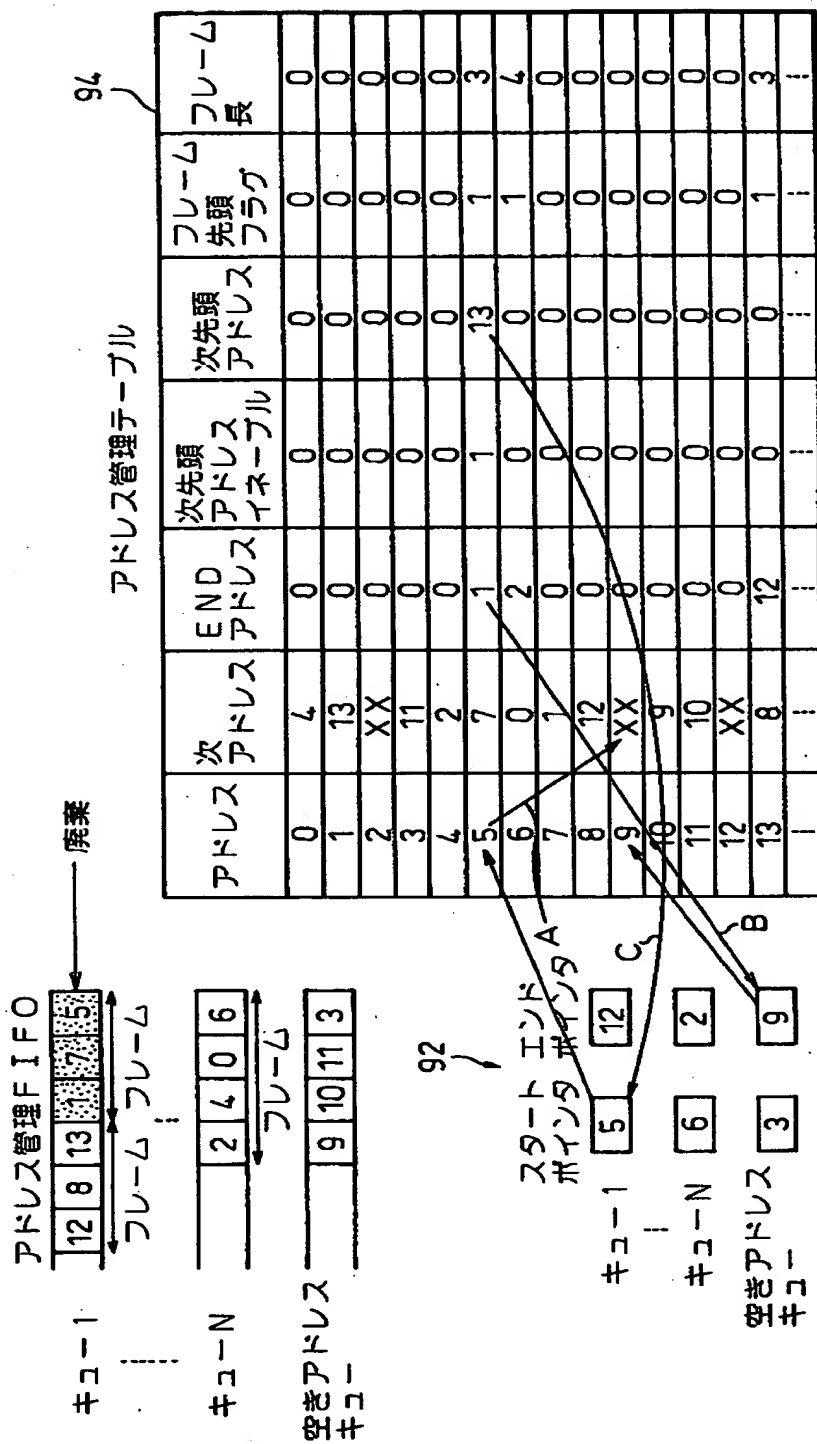 アドレス管理FIFO
キュー1
12 8 13 1 7 5
廃棄
フレーム フレーム
キューN
2 4 0 6
フレーム
空きアドレス
キュー
9 10 11 3
92
スタート エンド
ポインタ ポインタ
キュー1 5 12
キューN 6 2
空きアドレス
キュー
3 9
A
B
C
アドレス管理テーブル
94
アドレス 次アドレス ENDアドレス 次先頭アドレスイネーブル 次先頭アドレス フレーム先頭フラグ フレーム長
0 4 0 0 0 0 0
1 13 0 0 0 0 0
2 XX 0 0 0 0 0
3 11 0 0 0 0 0
4 2 0 0 0 0 0
5 7 1 1 13 1 3
6 0 2 0 0 1 4
7 1 0 0 0 0 0
8 12 0 0 0 0 0
9 XX 0 0 0 0 0
10 9 0 0 0 0 0
11 10 0 0 0 0 0
12 XX 0 0 0 0 0
13 8 12 0 0 1 3